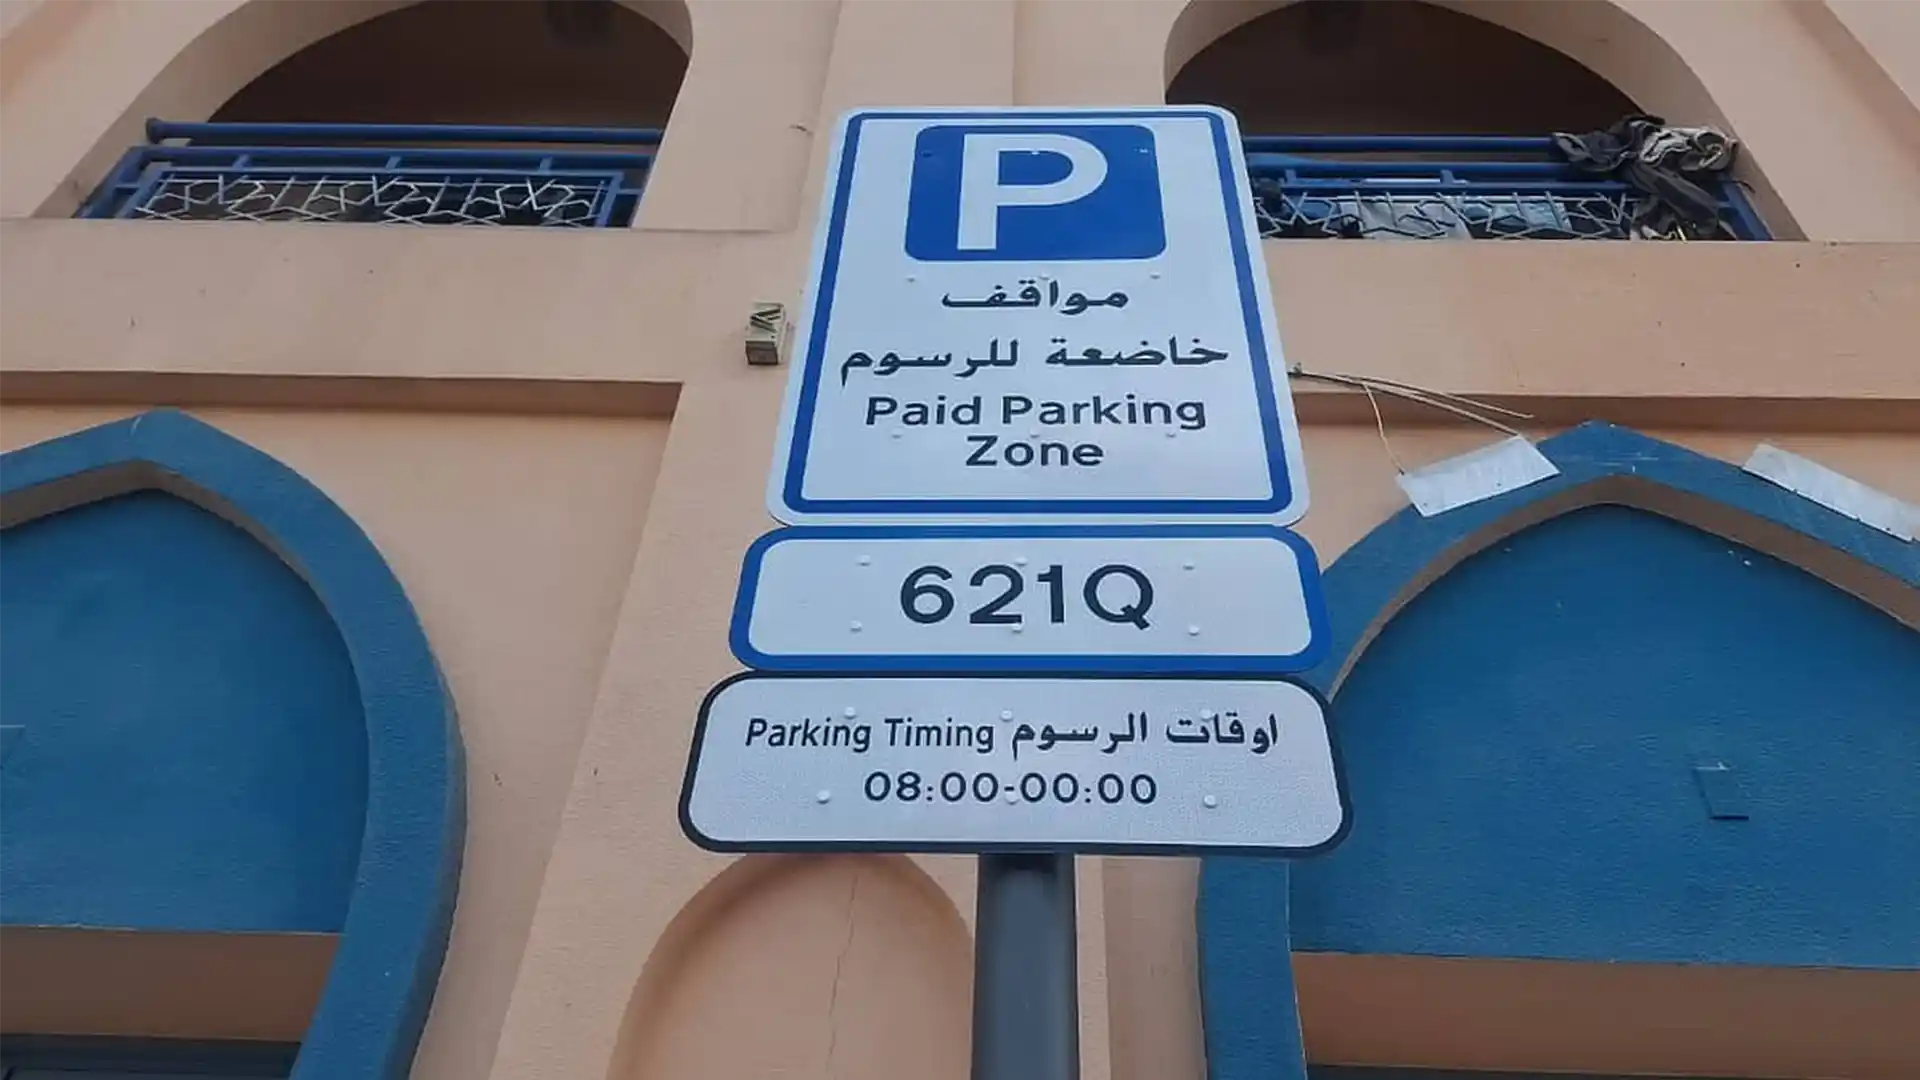 P
مواقف
خاضعة للرسوم
Paid Parking
Zone
621Q
Parking Timing اوقات الرسوم
08:00-00:00